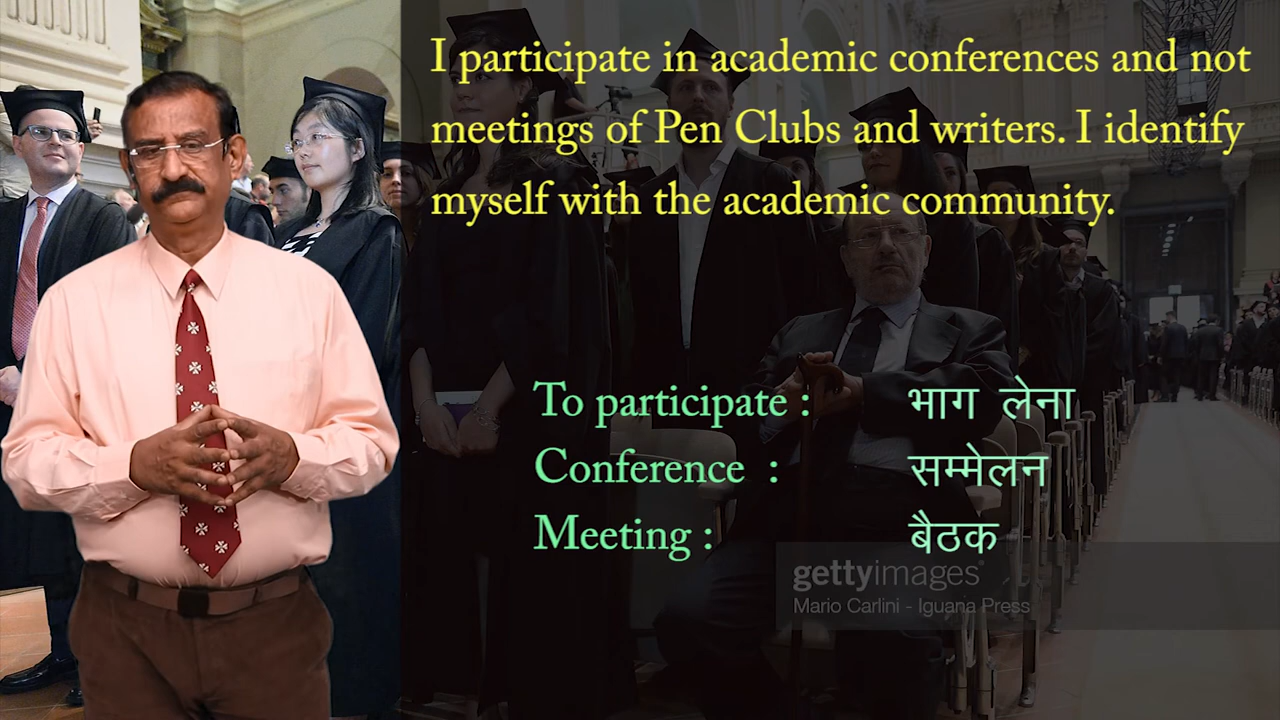 I participate in academic conferences and not
meetings of Pen Clubs and writers. I identify
myself with the academic community.
To participate : भाग लेना
Conference : सम्मेलन
Meeting : बैठक
gettyimages®
Mario Carlini - Iguana Press